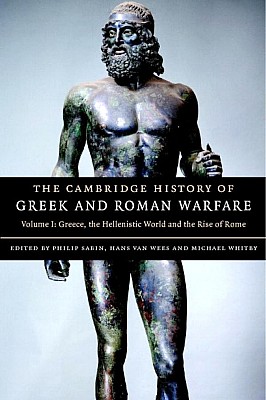 THE CAMBRIDGE HISTORY OF
GREEK AND ROMAN WARFARE
Volume I: Greece, the Hellenistic World and the Rise of Rome
EDITED BY PHILIP SABIN, HANS VAN WEES AND MICHAEL WHITBY